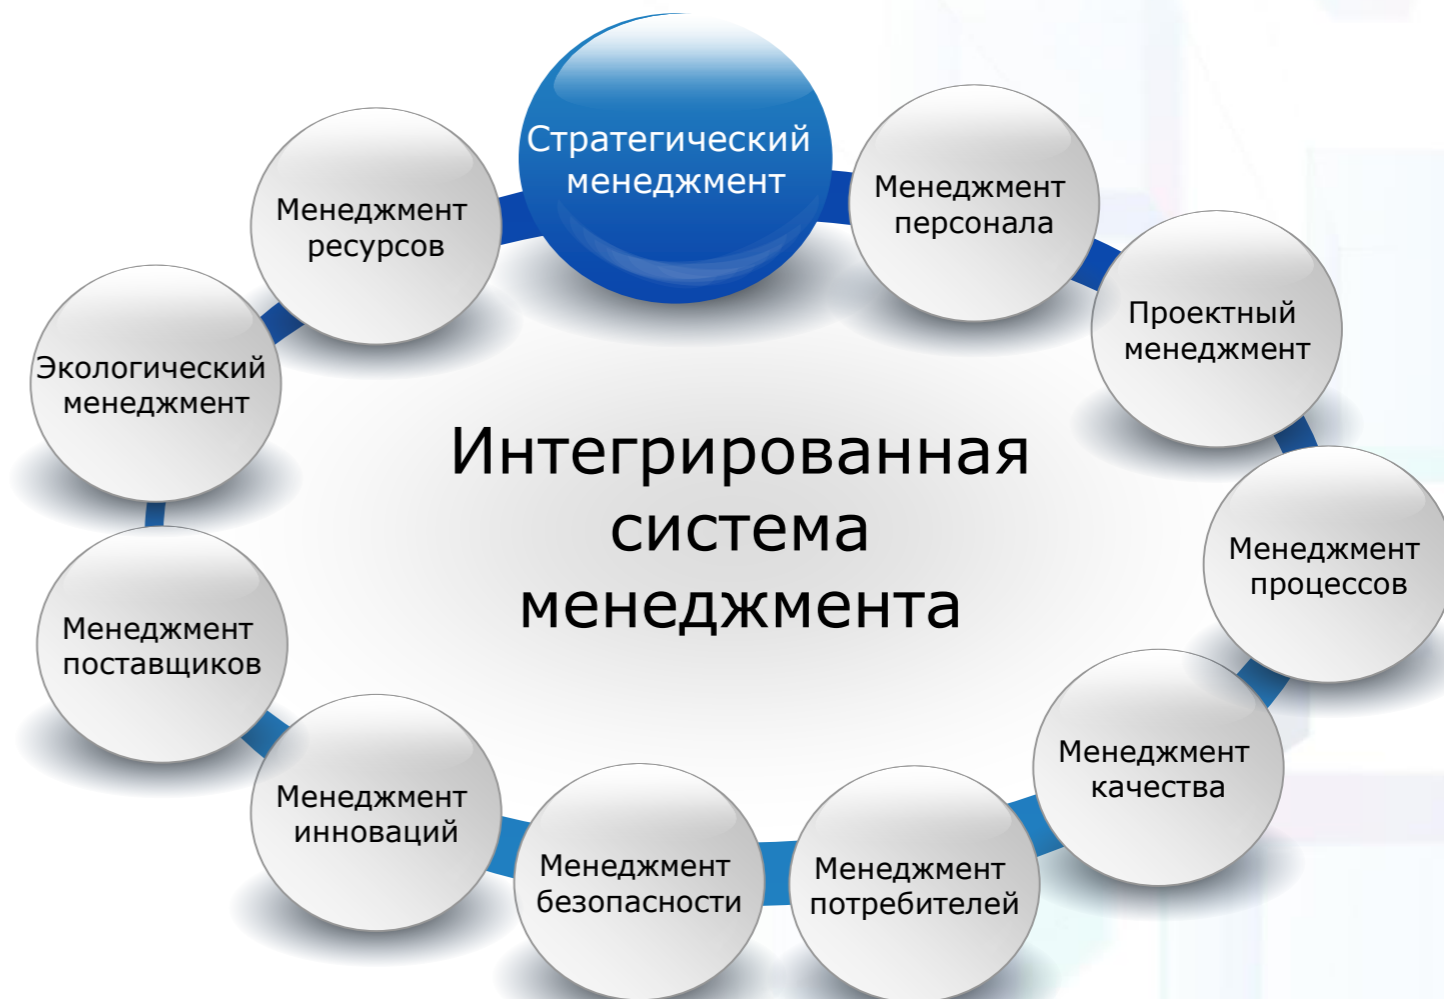 Стратегический
менеджмент
Менеджмент
персонала
Проектный
менеджмент
Менеджмент
процессов
Менеджмент
качества
Менеджмент
потребителей
Менеджмент
безопасности
Менеджмент
инноваций
Менеджмент
поставщиков
Экологический
менеджмент
Менеджмент
ресурсов
Интегрированная
система
менеджмента